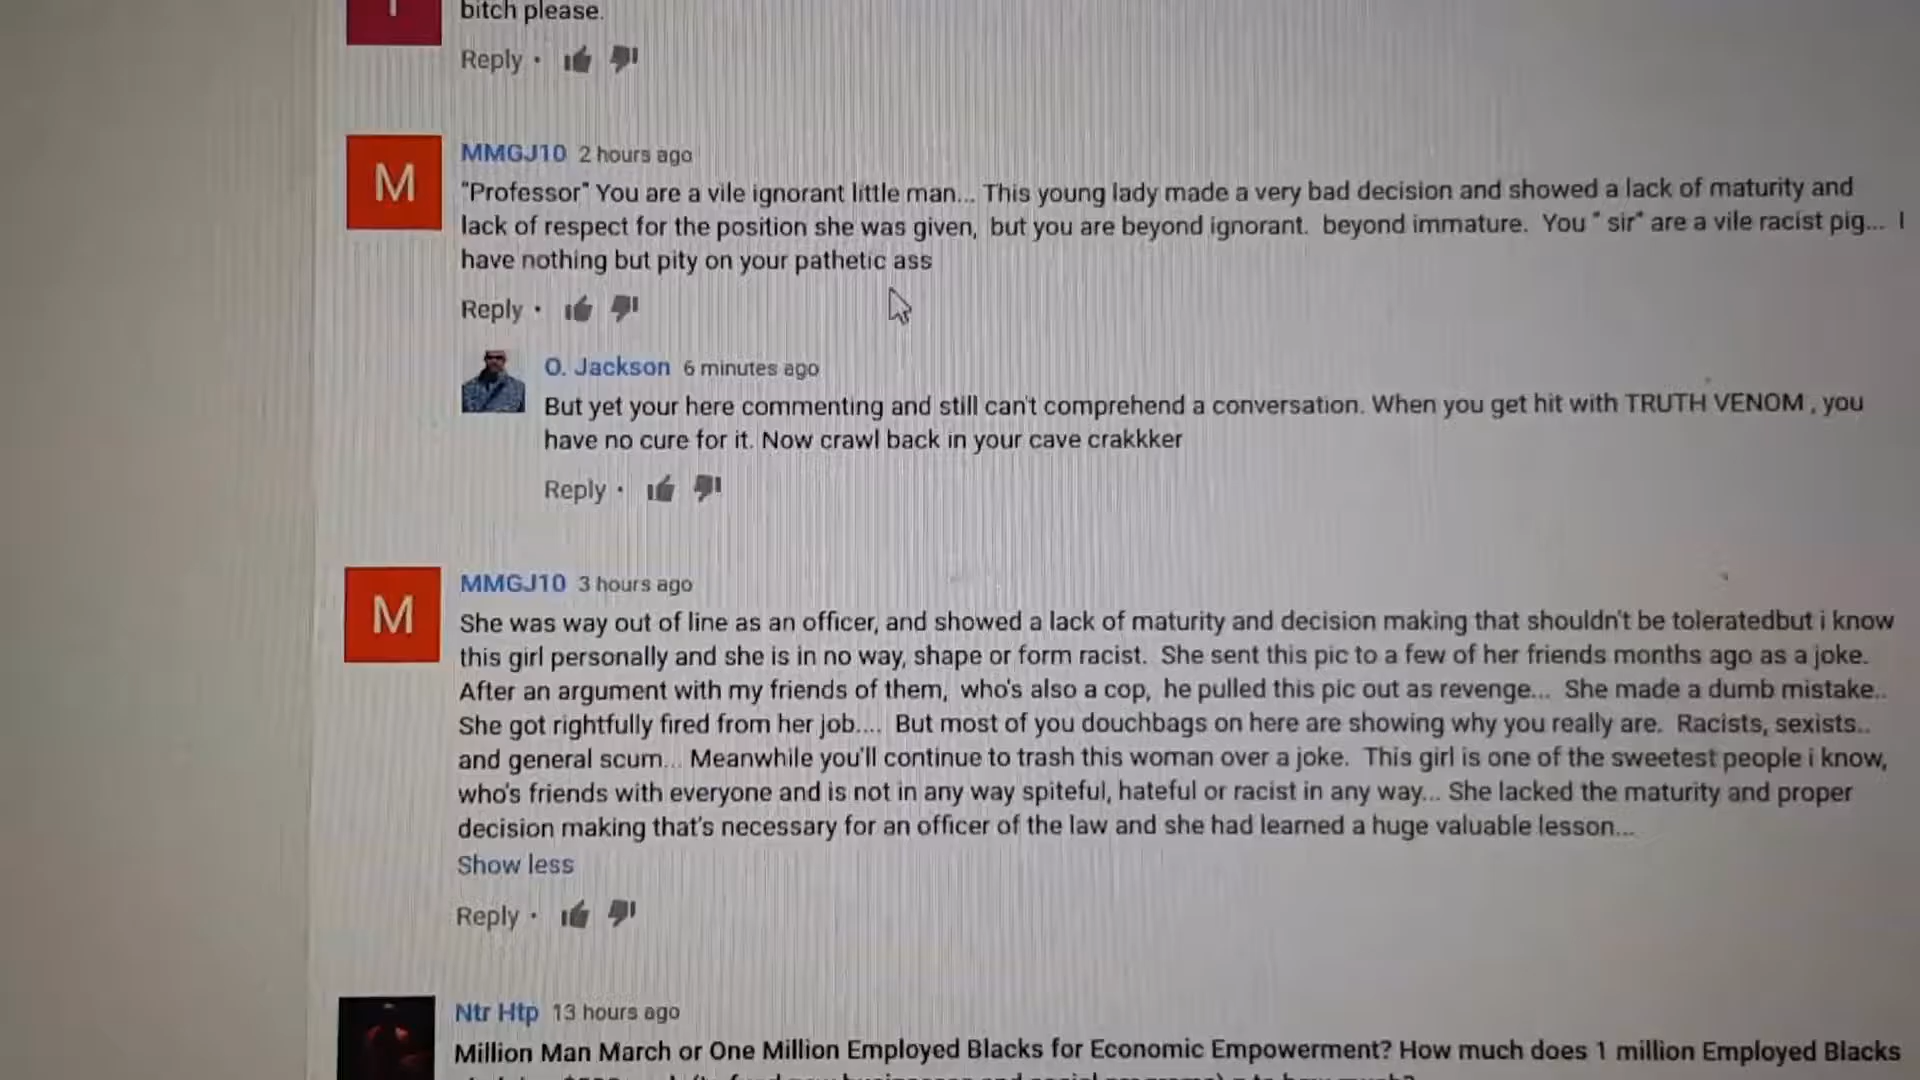 bitch please.
Reply •
M
MMGJ10 2 hours ago
"Professor" You are a vile ignorant little man... This young lady made a very bad decision and showed a lack of maturity and
lack of respect for the position she was given, but you are beyond ignorant. beyond immature. You " sir" are a vile racist pig... I
have nothing but pity on your pathetic ass
Reply •
O. Jackson 6 minutes ago
But yet your here commenting and still can't comprehend a conversation. When you get hit with TRUTH VENOM , you
have no cure for it. Now crawl back in your cave crakkker
Reply •
M
MMGJ10 3 hours ago
She was way out of line as an officer, and showed a lack of maturity and decision making that shouldn't be toleratedbut i know
this girl personally and she is in no way, shape or form racist. She sent this pic to a few of her friends months ago as a joke.
After an argument with my friends of them, who's also a cop, he pulled this pic out as revenge... She made a dumb mistake..
She got rightfully fired from her job.... But most of you douchbags on here are showing why you really are. Racists, sexists..
and general scum... Meanwhile you'll continue to trash this woman over a joke. This girl is one of the sweetest people i know,
who's friends with everyone and is not in any way spiteful, hateful or racist in any way... She lacked the maturity and proper
decision making that's necessary for an officer of the law and she had learned a huge valuable lesson...
Show less
Reply •
Ntr Htp 13 hours ago
Million Man March or One Million Employed Blacks for Economic Empowerment? How much does 1 million Employed Blacks